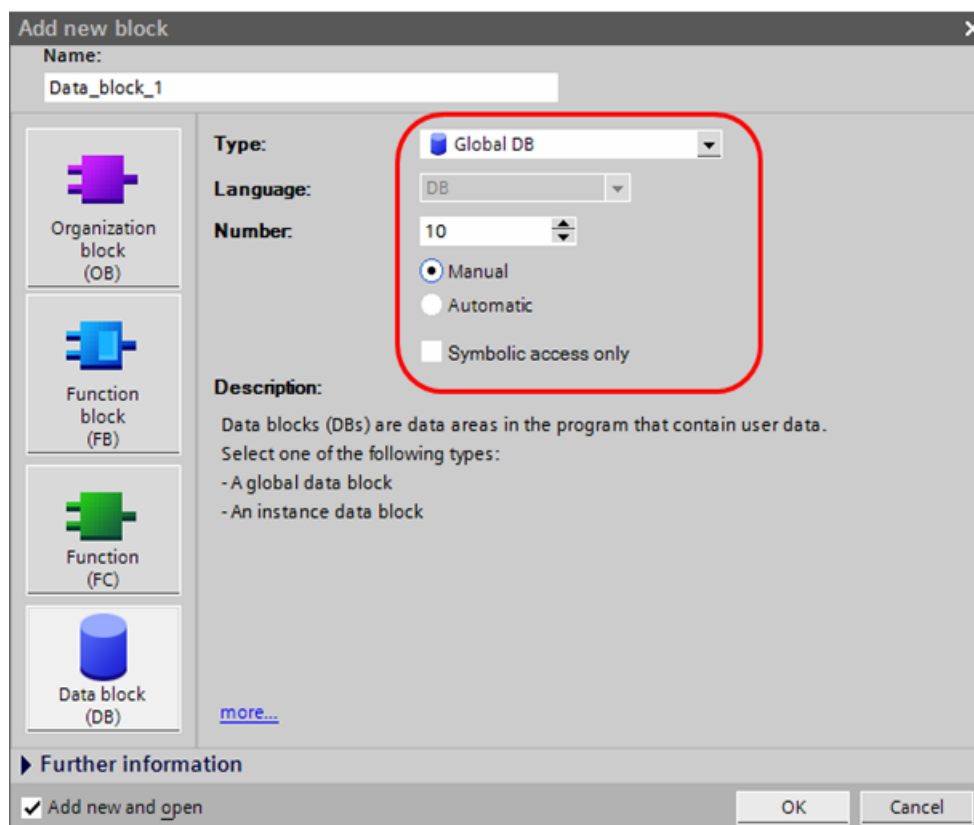 Add new block
Name:
Data_block_1
Organization
block
(OB)
Function
block
(FB)
Function
(FC)
Data block
(DB)
Type:
Global DB
Language:
DB
Number:
10
Manual
Automatic
Symbolic access only
Description:
Data blocks (DBs) are data areas in the program that contain user data.
Select one of the following types:
- A global data block
- An instance data block
more...
Further information
Add new and open
OK
Cancel